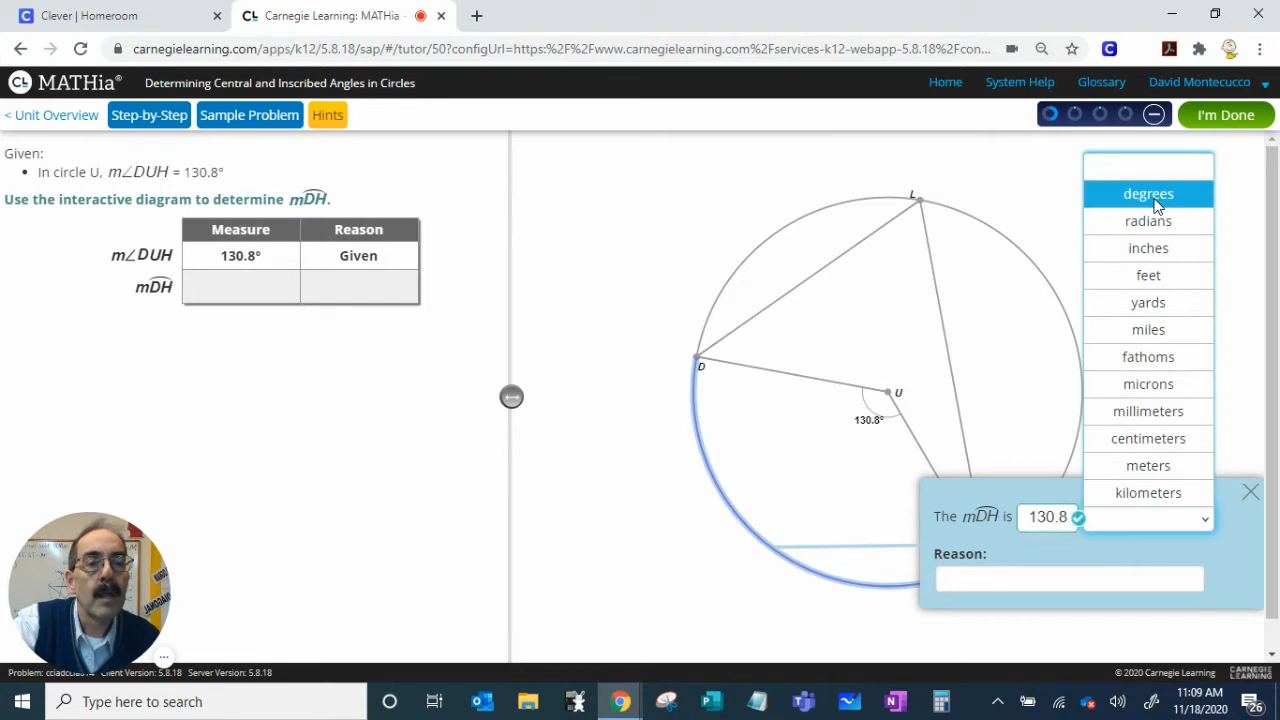 Clever | Homeroom
Carnegie Learning: MATHia
carnegielearning.com/apps/k12/5.8.18/sap/#/tutor/50?configUrl=https:%2F%2Fwww.carnegielearning.com%2Fservices-k12-webapp-5.8.18%2Fcon...
CL MATHia® Determining Central and Inscribed Angles in Circles
Home System Help Glossary David Montecucco
< Unit Overview Step-by-Step Sample Problem Hints I'm Done
Given:
• In circle U, m∠DUH = 130.8°
Use the interactive diagram to determine mDH.
Measure Reason
m∠DUH 130.8° Given
mDH
L
D
U
130.8°
degrees
radians
inches
feet
yards
miles
fathoms
microns
millimeters
centimeters
meters
kilometers
The mDH is 130.8
Reason:
Client Version: 5.8.18 Server Version: 5.8.18
© 2020 Carnegie Learning
CARNEGIE LEARNING
Type here to search
11:09 AM
11/18/2020
26